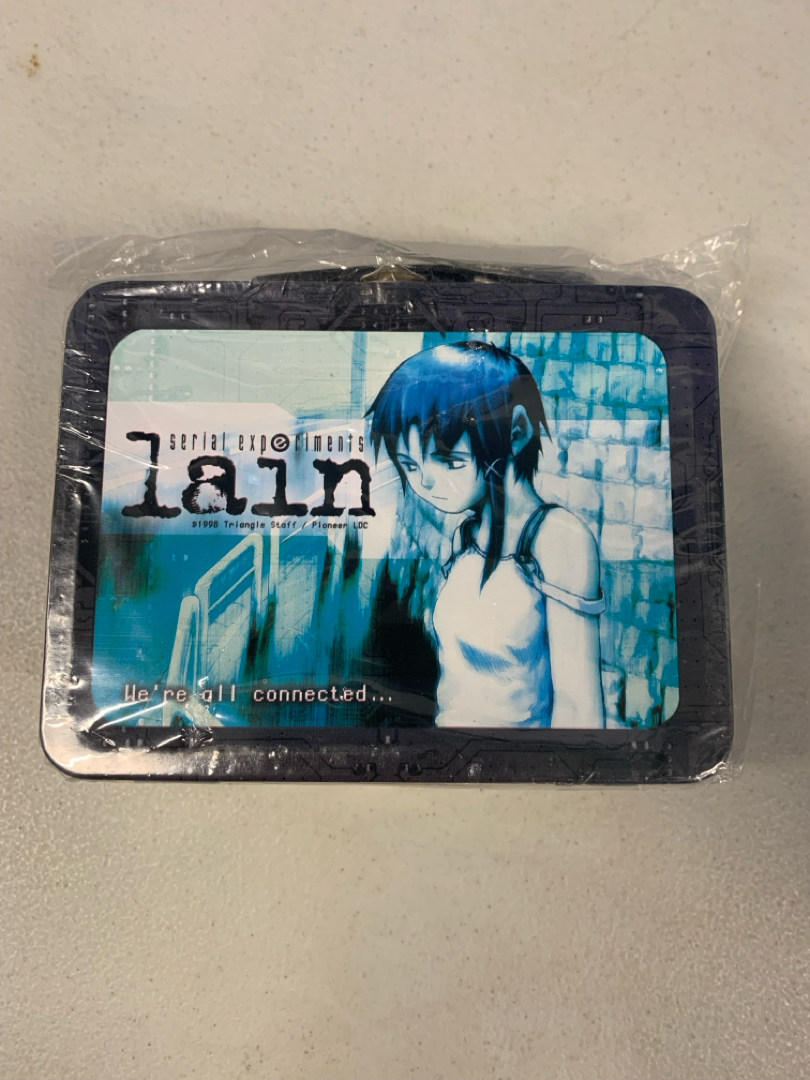 serial experiments
lain
©1998 Triangle Staff / Pioneer LDC
We're all connected...